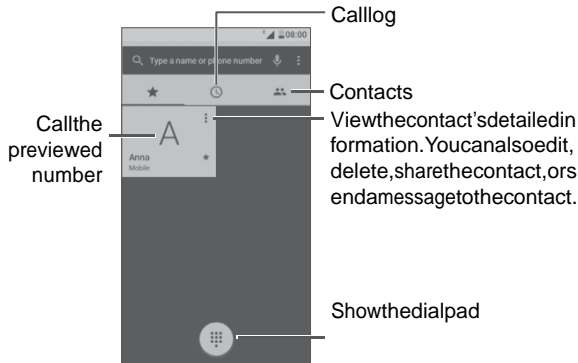 Calllog
08:00
Type a name or phone number
Contacts
Viewthecontact'sdetailedin
formation.Youcanalsoedit,
delete,sharethecontact,ors
endamessagetothecontact.
Callthe
previewed
number
A
Anna
Mobile
Showthedialpad